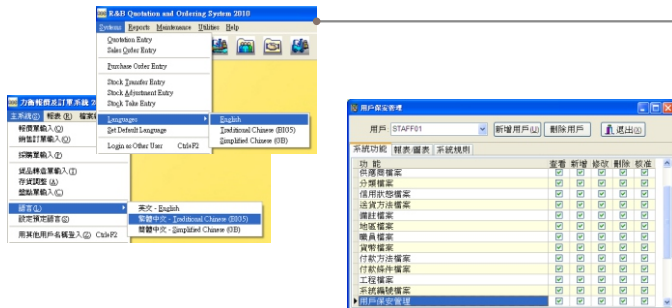 R&B Quotation and Ordering System 2010
Systems Reports Maintenance Utilities Help
Quotation Entry
Sales Order Entry
Purchase Order Entry
Stock Transfer Entry
Stock Adjustment Entry
Stock Take Entry
Languages
English
Set Default Language
Traditional Chinese (BI05)
Login as Other User Ctrl+F2
Simplified Chinese (0B)
力衡報價及訂單系統 2
主系統(I) 報表(R) 檔案
報價單輸入(Q)
銷售訂單輸入(O)
採購單輸入(P)
貨品轉倉單輸入(T)
存貨調整(A)
盤點單輸入(C)
語言(L)
英文 - English
設定預定語言(S)
繁體中文 - Traditional Chinese (BI05)
用其他用戶名稱登入(Z) Ctrl+F2
簡體中文 - Simplified Chinese (0B)
用戶保安管理
用戶 STAFF01 新增用戶(U) 刪除用戶 退出(X)
系統功能 報表/圖表 系統規則
功能 查看 新增 修改 刪除 核准
供應商檔案
分類檔案
信用狀態檔案
送貨方法檔案
備註檔案
地區檔案
職員檔案
貨幣檔案
付款方法檔案
付款條件檔案
工程檔案
系統編號檔案
用戶保安管理